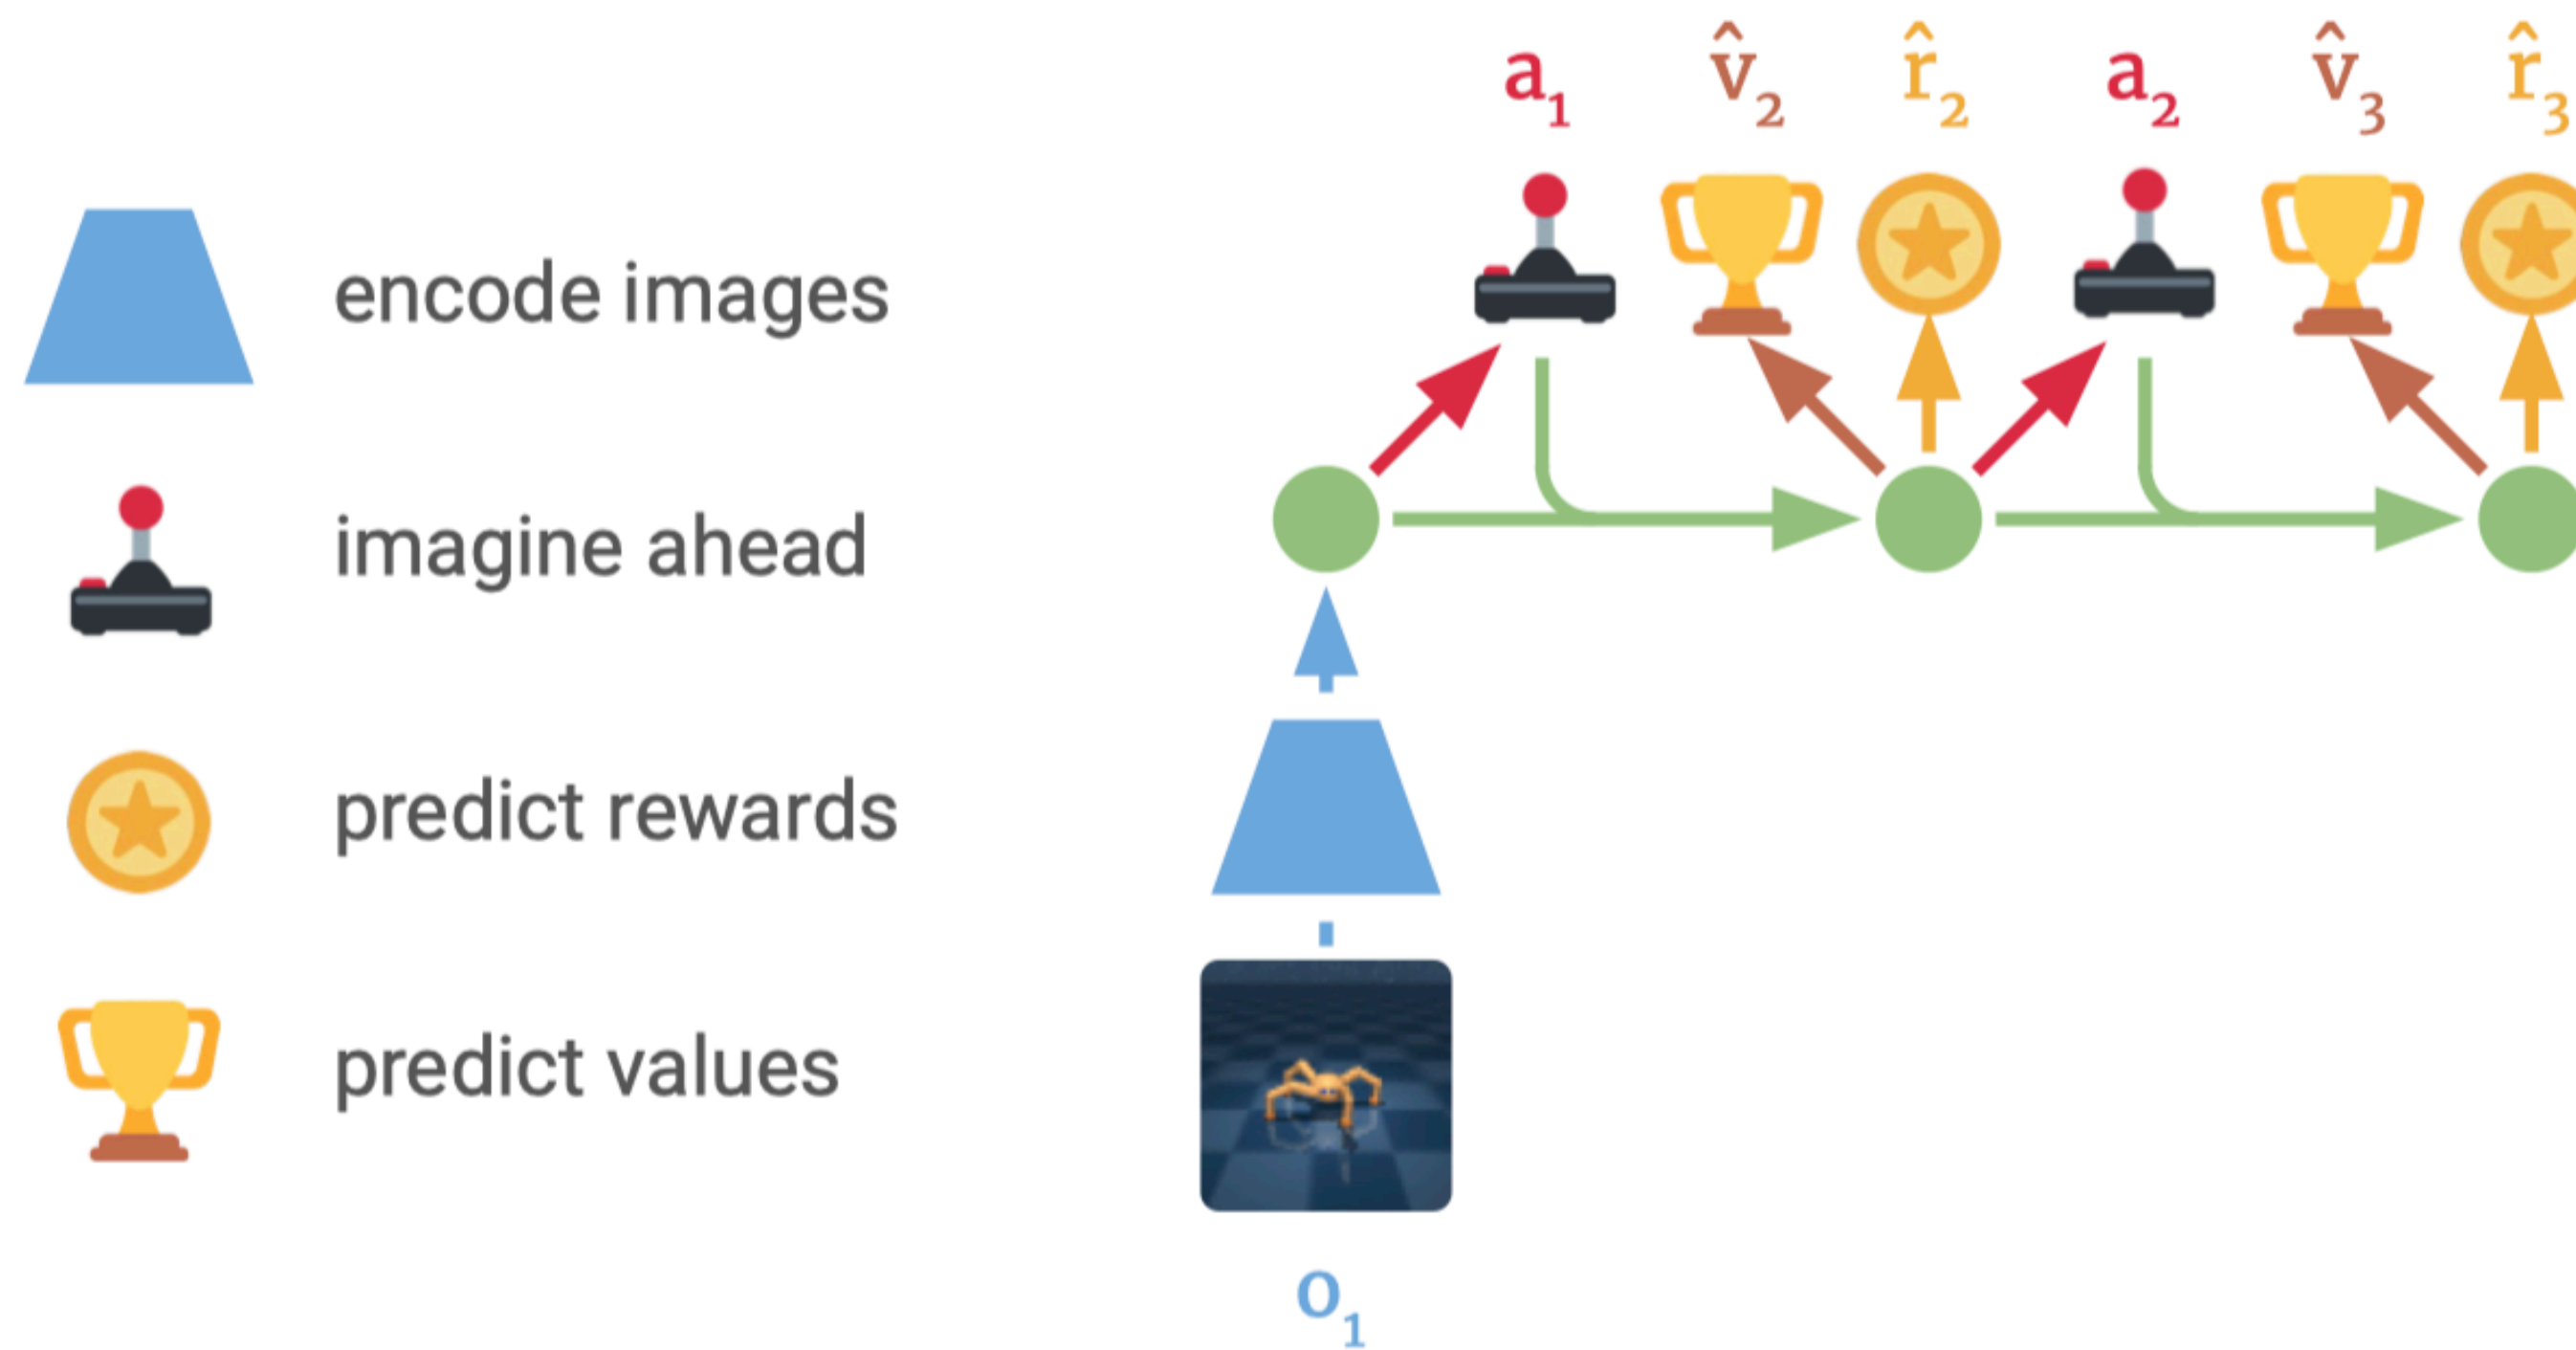 a₁ v̂₂ r̂₂ a₂ v̂₃ r̂₃
encode images
imagine ahead
predict rewards
predict values
o₁